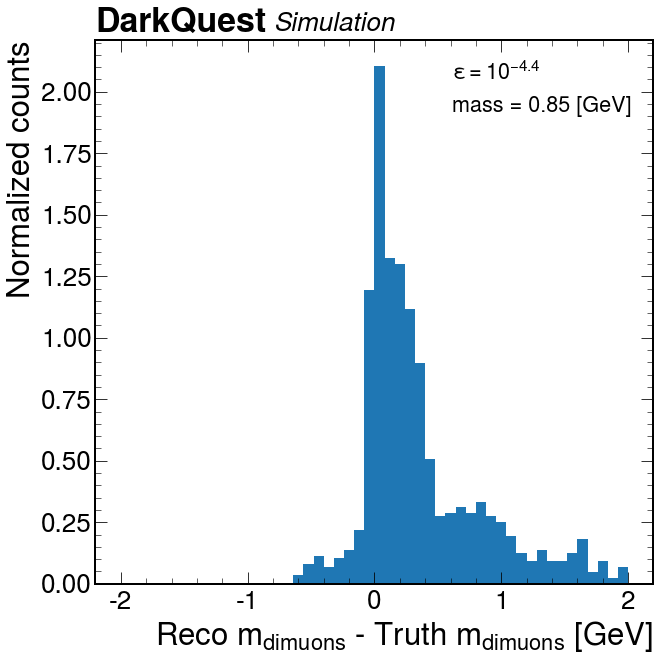 DarkQuest Simulation
ε = 10^−4.4
mass = 0.85 [GeV]
Normalized counts
2.00
1.75
1.50
1.25
1.00
0.75
0.50
0.25
0.00
-2 -1 0 1 2
Reco m_dimuons - Truth m_dimuons [GeV]